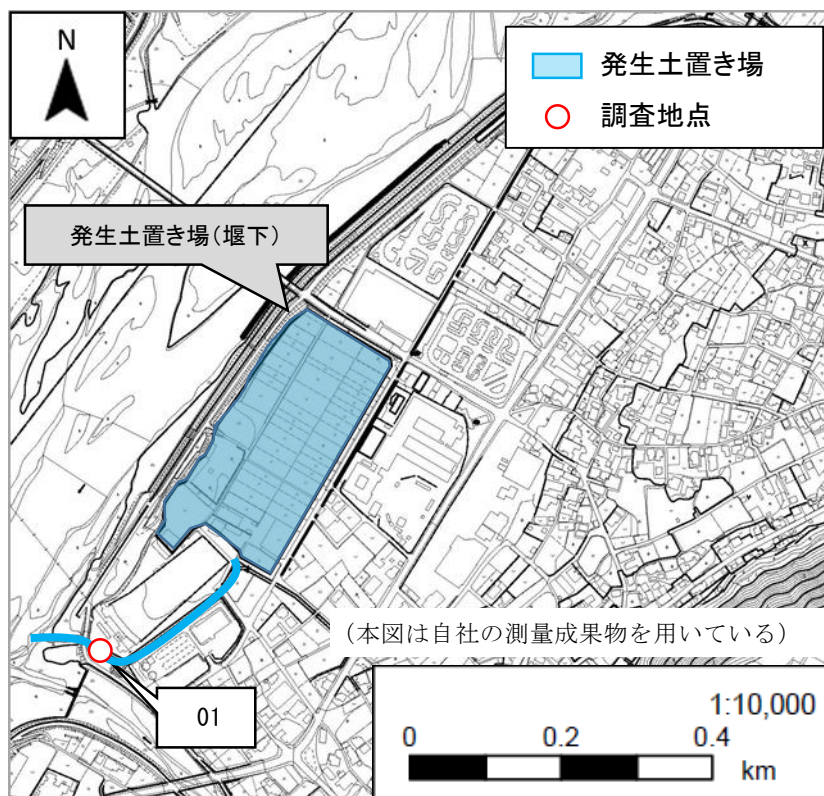 N
発生土置き場
調査地点
発生土置き場(堰下)
(本図は自社の測量成果物を用いている)
01
1:10,000
0 0.2 0.4
km